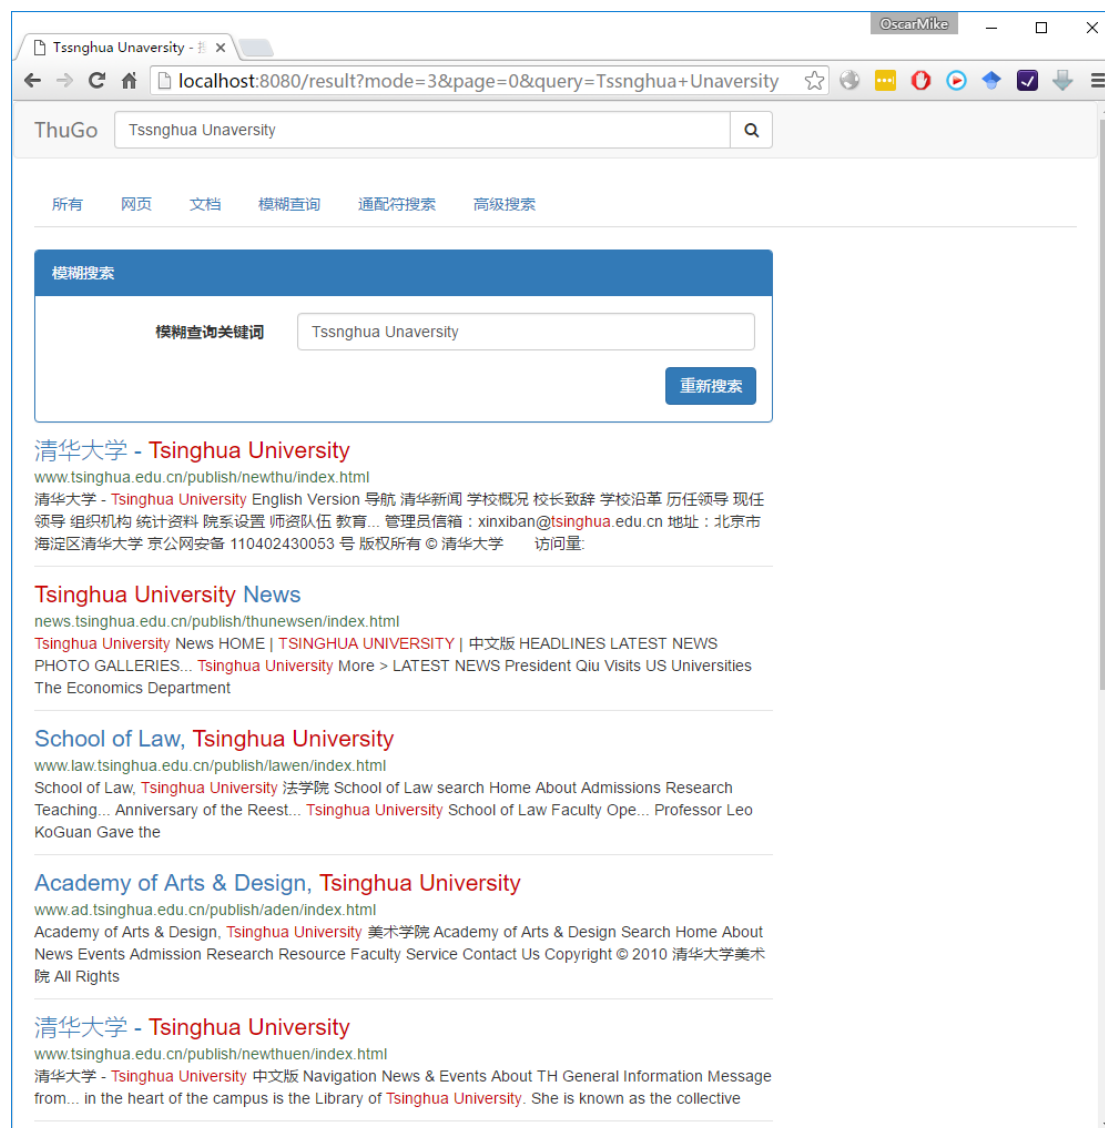 OscarMike
Tssnghua Unaversity -
localhost:8080/result?mode=3&page=0&query=Tssnghua+Unaversity
ThuGo Tssnghua Unaversity
所有 网页 文档 模糊查询 通配符搜索 高级搜索
模糊搜索
模糊查询关键词 Tssnghua Unaversity
重新搜索
清华大学 - Tsinghua University
www.tsinghua.edu.cn/publish/newthu/index.html
清华大学 - Tsinghua University English Version 导航 清华新闻 学校概况 校长致辞 学校沿革 历任领导 现任
领导 组织机构 统计资料 院系设置 师资队伍 教育... 管理员信箱：xinxiban@tsinghua.edu.cn 地址：北京市
海淀区清华大学 京公网安备 110402430053 号 版权所有 © 清华大学 访问量:
Tsinghua University News
news.tsinghua.edu.cn/publish/thunewsen/index.html
Tsinghua University News HOME | TSINGHUA UNIVERSITY | 中文版 HEADLINES LATEST NEWS
PHOTO GALLERIES... Tsinghua University More > LATEST NEWS President Qiu Visits US Universities
The Economics Department
School of Law, Tsinghua University
www.law.tsinghua.edu.cn/publish/lawen/index.html
School of Law, Tsinghua University 法学院 School of Law search Home About Admissions Research
Teaching... Anniversary of the Reest... Tsinghua University School of Law Faculty Ope... Professor Leo
KoGuan Gave the
Academy of Arts & Design, Tsinghua University
www.ad.tsinghua.edu.cn/publish/aden/index.html
Academy of Arts & Design, Tsinghua University 美术学院 Academy of Arts & Design Search Home About
News Events Admission Research Resource Faculty Service Contact Us Copyright © 2010 清华大学美术
院 All Rights
清华大学 - Tsinghua University
www.tsinghua.edu.cn/publish/newthuen/index.html
清华大学 - Tsinghua University 中文版 Navigation News & Events About TH General Information Message
from... in the heart of the campus is the Library of Tsinghua University. She is known as the collective